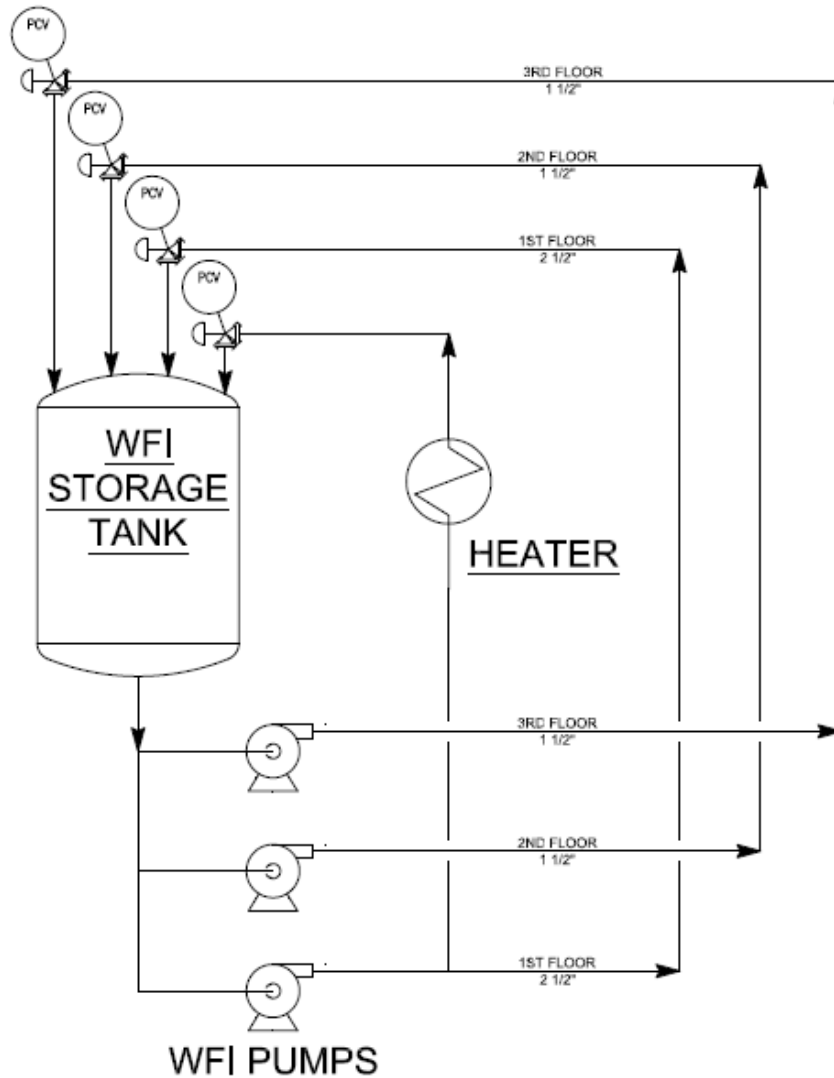 PCV
3RD FLOOR
1 1/2"
PCV
2ND FLOOR
1 1/2"
PCV
1ST FLOOR
2 1/2"
PCV
WFI
STORAGE
TANK
HEATER
3RD FLOOR
1 1/2"
2ND FLOOR
1 1/2"
1ST FLOOR
2 1/2"
WFI PUMPS